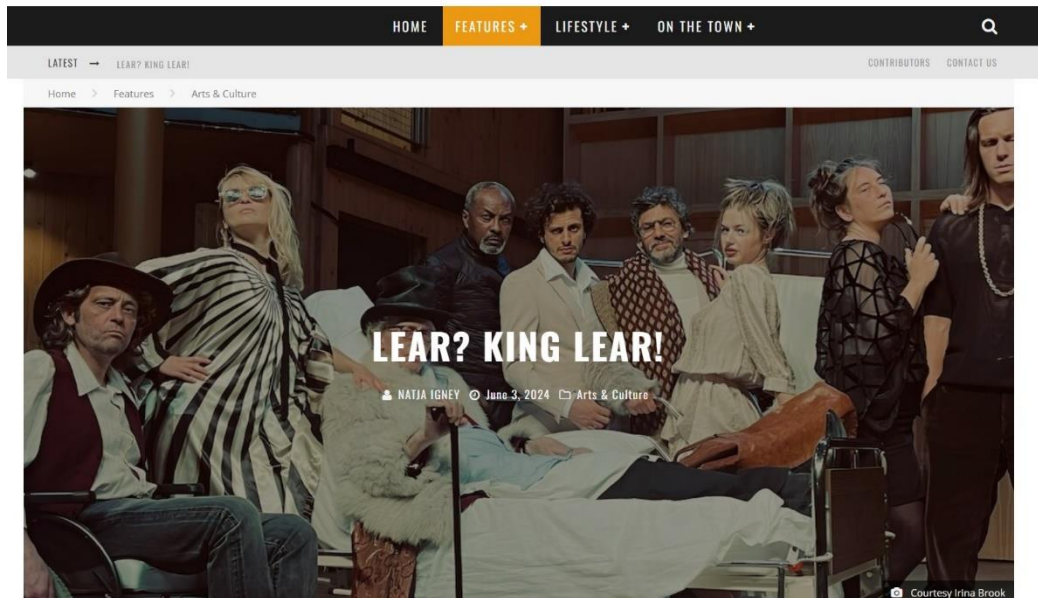 HOME FEATURES + LIFESTYLE + ON THE TOWN +
LATEST → LEAR? KING LEAR! CONTRIBUTORS CONTACT US
Home > Features > Arts & Culture
LEAR? KING LEAR!
NATJA IGNEY June 3, 2024 Arts & Culture
Courtesy Irina Brook